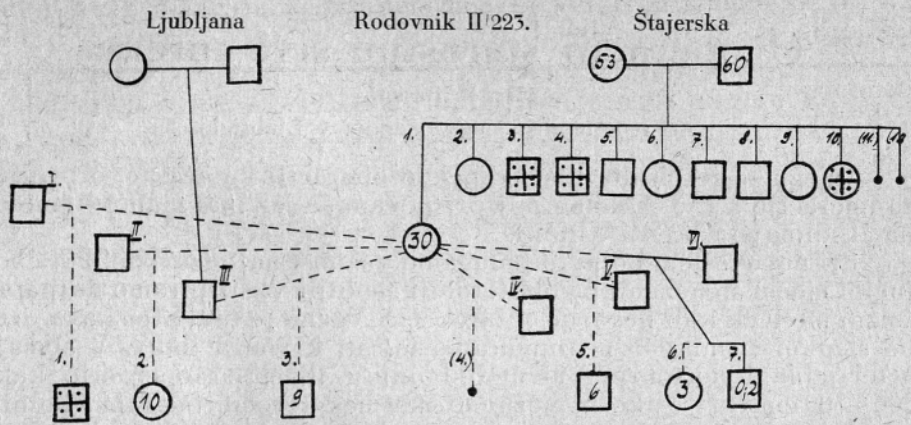 Ljubljana Rodovnik II/223. Štajerska
53 60
1. 2. 3. 4. 5. 6. 7. 8. 9. 10. (11.) (12.)
I
II 30 VI
III IV V
1. 2. 3. (4.) 5. 6. 7.
10 9 6 3 0,2